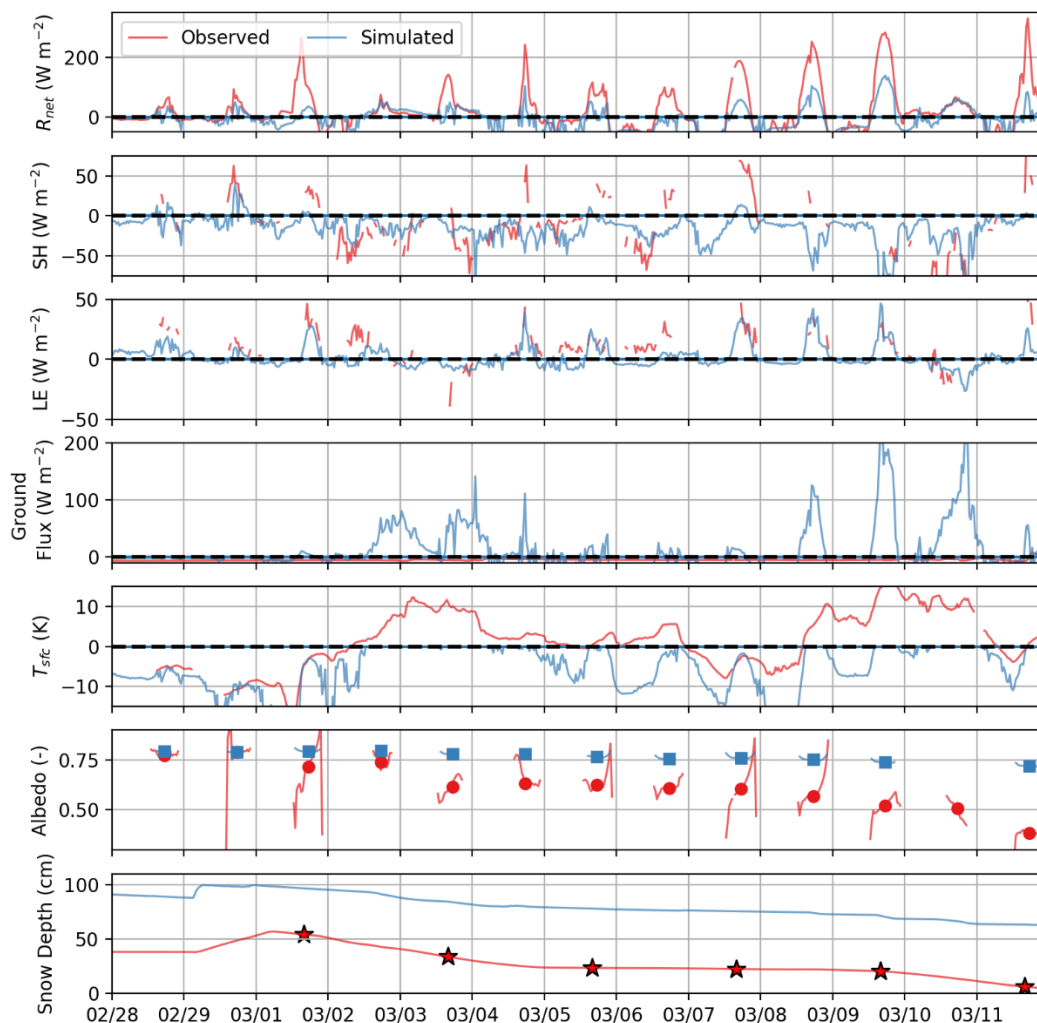 Observed
Simulated
R_net (W m⁻²)
200
0
SH (W m⁻²)
50
0
−50
LE (W m⁻²)
50
0
−50
Ground
Flux (W m⁻²)
200
100
0
T_sfc (K)
10
0
−10
Albedo (-)
0.75
0.50
Snow Depth (cm)
100
50
0
02/28 02/29 03/01 03/02 03/03 03/04 03/05 03/06 03/07 03/08 03/09 03/10 03/11